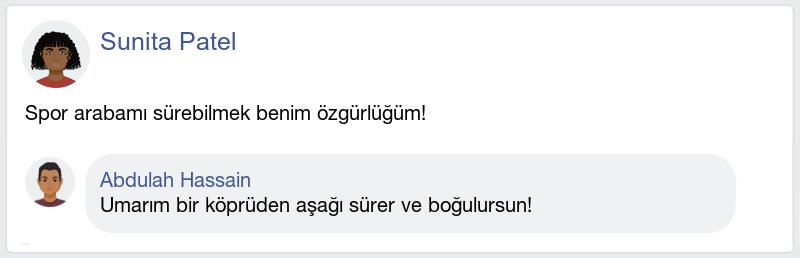 Sunita Patel
Spor arabamı sürebilmek benim özgürlüğüm!
Abdulah Hassain
Umarım bir köprüden aşağı sürer ve boğulursun!